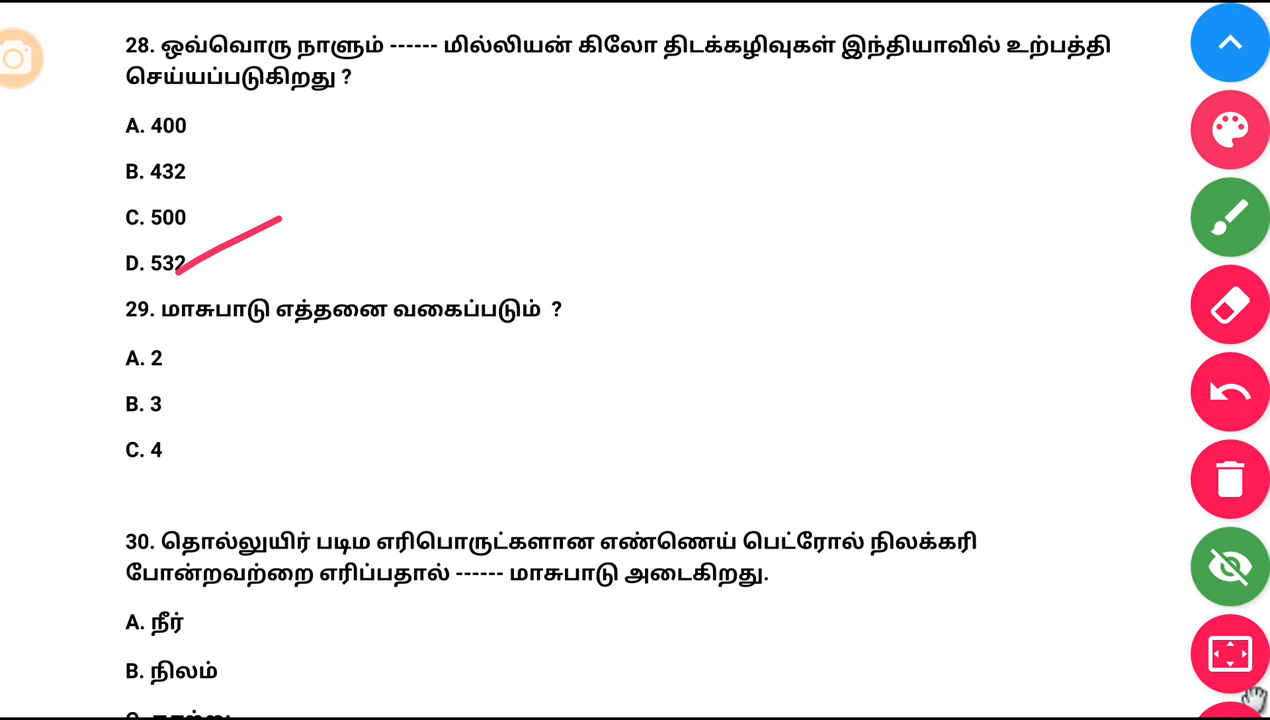 28. ஒவ்வொரு நாளும் ------ மில்லியன் கிலோ திடக்கழிவுகள் இந்தியாவில் உற்பத்தி
செய்யப்படுகிறது ?
A. 400
B. 432
C. 500
D. 532
29. மாசுபாடு எத்தனை வகைப்படும் ?
A. 2
B. 3
C. 4
30. தொல்லுயிர் படிம எரிபொருட்களான எண்ணெய் பெட்ரோல் நிலக்கரி
போன்றவற்றை எரிப்பதால் ------ மாசுபாடு அடைகிறது.
A. நீர்
B. நிலம்